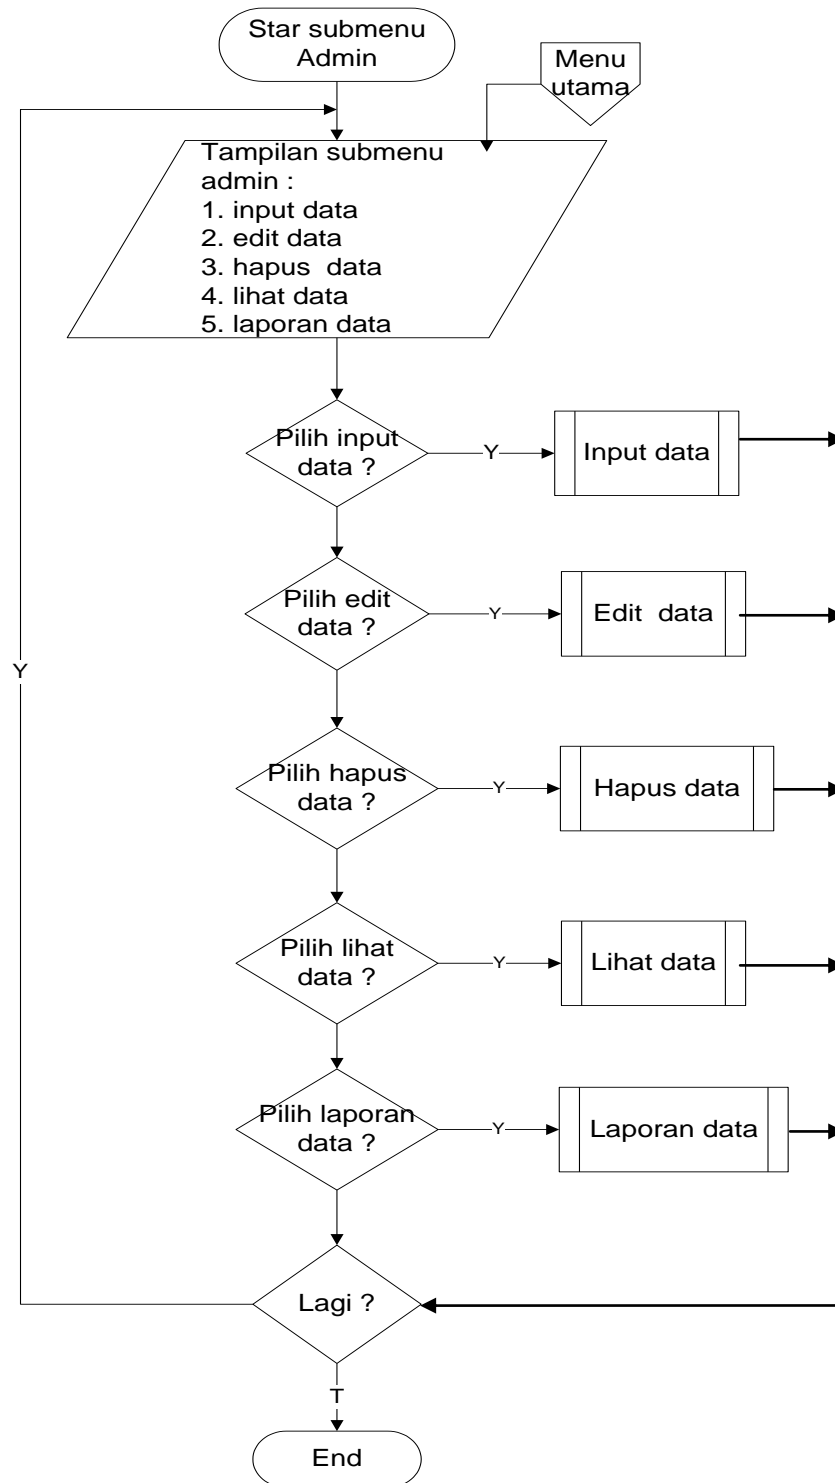 Star submenu
Admin
Menu
utama
Tampilan submenu
admin :
1. input data
2. edit data
3. hapus  data
4. lihat data
5. laporan data
Pilih input
data ?
Y
Input data
Pilih edit
data ?
Y
Edit  data
Y
Pilih hapus
data ?
Y
Hapus data
Pilih lihat
data ?
Y
Lihat data
Pilih laporan
data ?
Y
Laporan data
Lagi ?
T
End